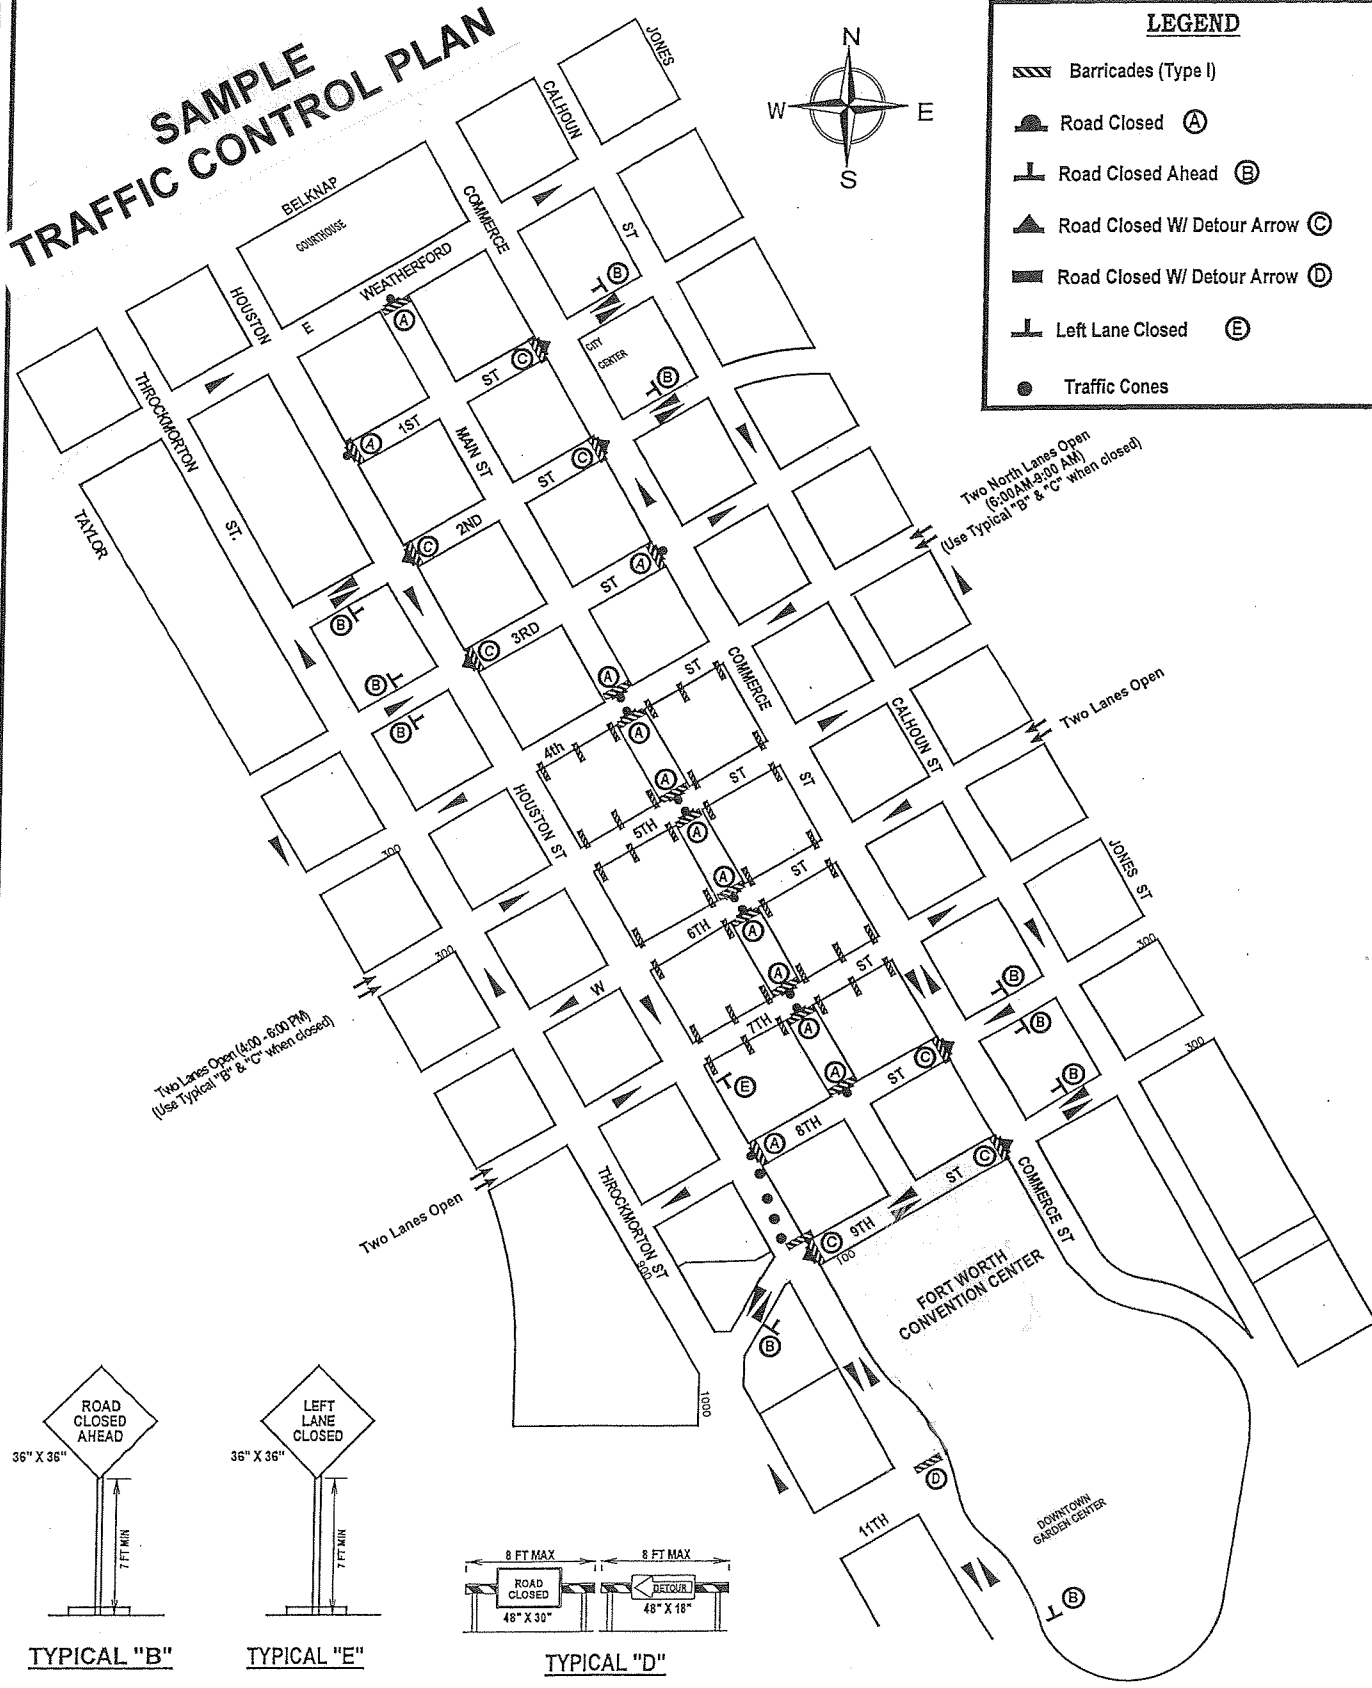 SAMPLE
TRAFFIC CONTROL PLAN
N
W
E
S
LEGEND
Barricades (Type I)
Road Closed A
Road Closed Ahead B
Road Closed W/ Detour Arrow C
Road Closed W/ Detour Arrow D
Left Lane Closed E
Traffic Cones
JONES
CALHOUN
ST
BELKNAP
COURTHOUSE
COMMERCE
E WEATHERFORD
HOUSTON
THROCKMORTON
ST.
TAYLOR
B
A
C
CITY
CENTER
B
1ST ST
A
MAIN ST
C
2ND ST
C
3RD ST
A
C
B
B
B
Two North Lanes Open
(6:00AM-9:00 AM)
(Use Typical "B" & "C" when closed)
Two Lanes Open
COMMERCE
ST
CALHOUN ST
JONES ST
HOUSTON ST
A
4th ST
A
A
5TH ST
A
A
6TH ST
A
A
7TH ST
A
W
300
300
300
300
E
A
C
8TH ST
A
B
B
B
C
9TH ST
C
100
COMMERCE ST
THROCKMORTON ST
900
1000
Two Lanes Open (4:00 - 6:00 PM)
(Use Typical "B" & "C" when closed)
Two Lanes Open
FORT WORTH
CONVENTION CENTER
B
D
11TH
DOWNTOWN
GARDEN CENTER
B
ROAD
CLOSED
AHEAD
36" X 36"
7 FT MIN
TYPICAL "B"
LEFT
LANE
CLOSED
36" X 36"
7 FT MIN
TYPICAL "E"
8 FT MAX
8 FT MAX
ROAD
CLOSED
DETOUR
48" X 30"
48" X 18"
TYPICAL "D"